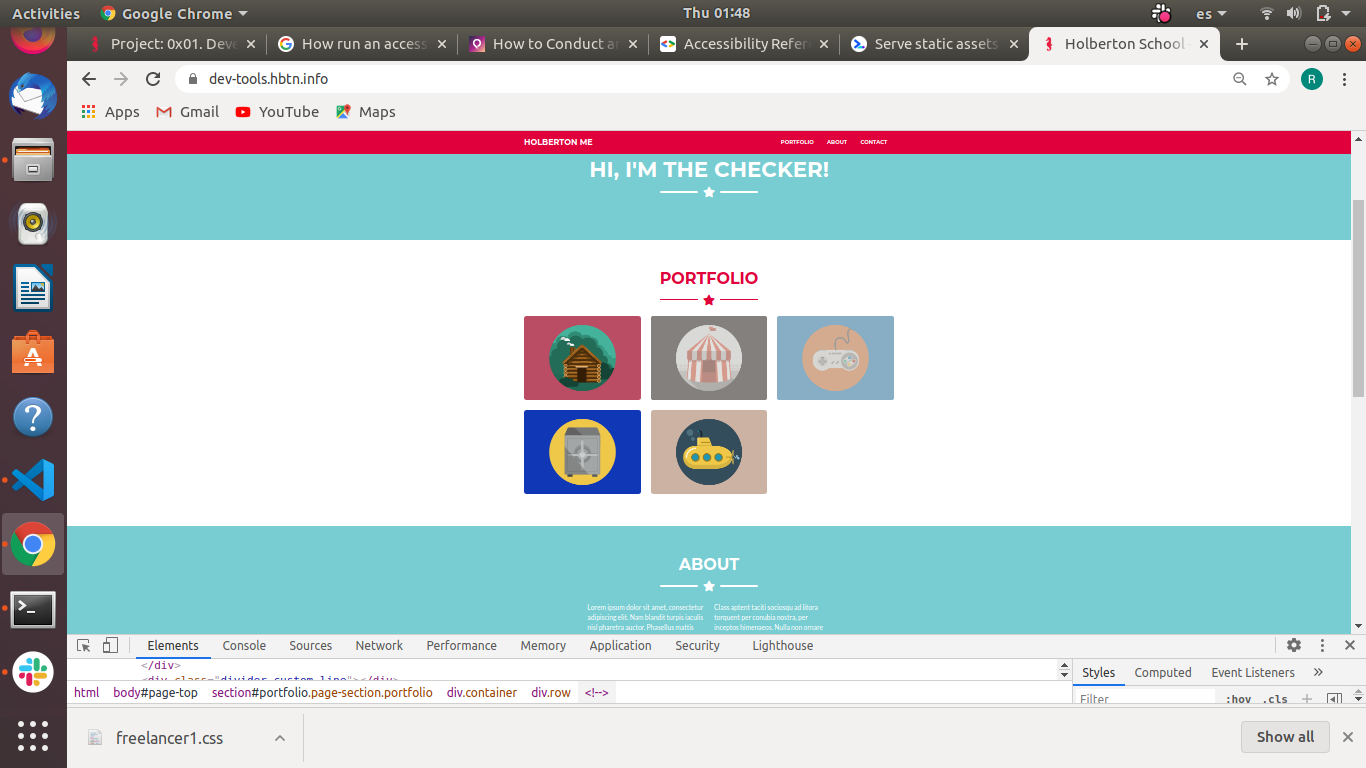 Activities Google Chrome Thu 01:48 es
Project: 0x01. Deve
How run an access
How to Conduct an
Accessibility Refer
Serve static assets
Holberton School -
dev-tools.hbtn.info
R
Apps Gmail YouTube Maps
HOLBERTON ME PORTFOLIO ABOUT CONTACT
HI, I'M THE CHECKER!
PORTFOLIO
ABOUT
Lorem ipsum dolor sit amet, consectetur
adipiscing elit. Nam blandit turpis iaculis
nisl pharetra auctor. Phasellus mattis
Class aptent taciti sociosqu ad litora
torquent per conubia nostra, per
inceptos himenaeos. Nulla non ornare
Elements Console Sources Network Performance Memory Application Security Lighthouse
</div>
<div class="divider-custom-line"></div>
html body#page-top section#portfolio.page-section.portfolio div.container div.row <!-->
Styles Computed Event Listeners »
Filter :hov .cls +
freelancer1.css
Show all